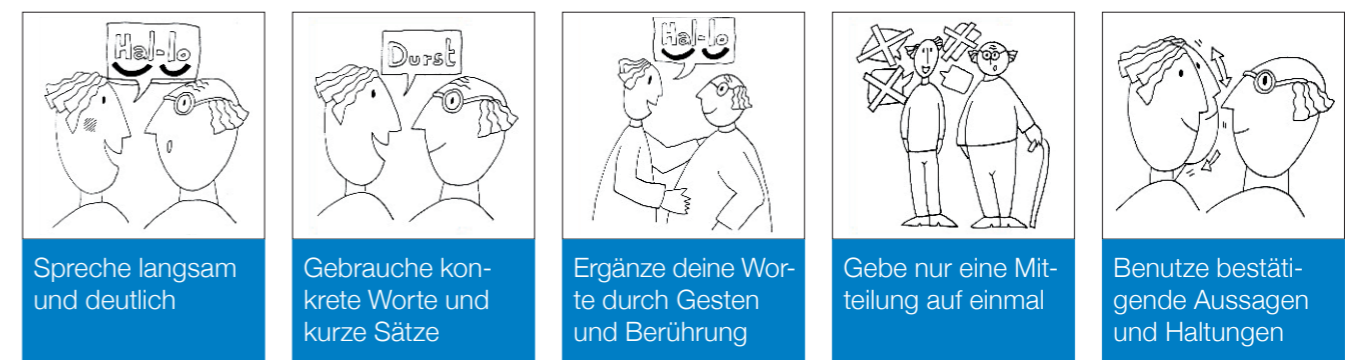 Hal-lo
Durst
Hal-lo
Spreche langsam
und deutlich
Gebrauche kon-
krete Worte und
kurze Sätze
Ergänze deine Wor-
te durch Gesten
und Berührung
Gebe nur eine Mit-
teilung auf einmal
Benutze bestäti-
gende Aussagen
und Haltungen